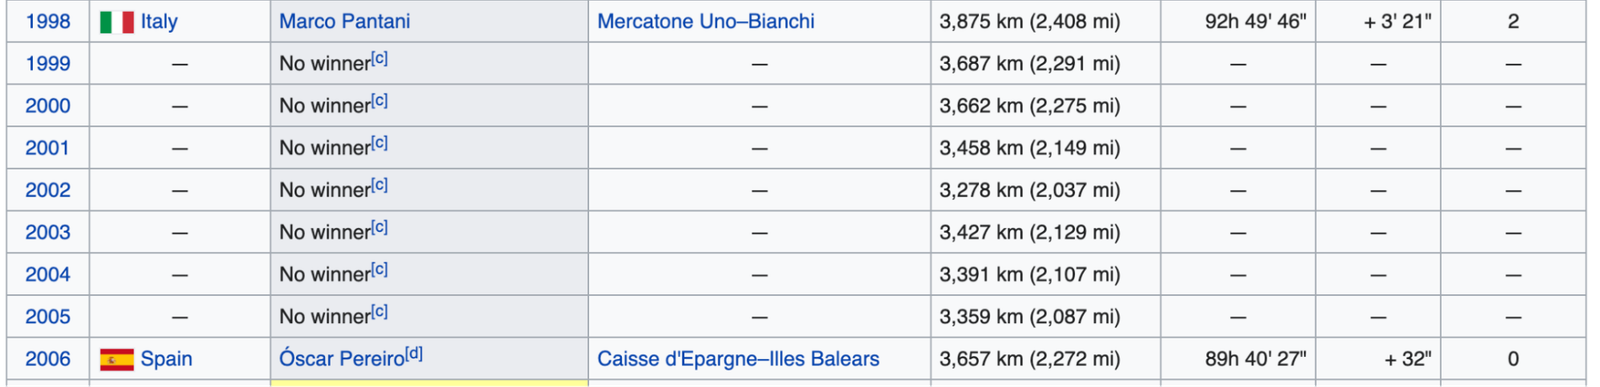 1998 Italy Marco Pantani Mercatone Uno–Bianchi 3,875 km (2,408 mi) 92h 49' 46" + 3' 21" 2
1999 — No winner[c] — 3,687 km (2,291 mi) — — —
2000 — No winner[c] — 3,662 km (2,275 mi) — — —
2001 — No winner[c] — 3,458 km (2,149 mi) — — —
2002 — No winner[c] — 3,278 km (2,037 mi) — — —
2003 — No winner[c] — 3,427 km (2,129 mi) — — —
2004 — No winner[c] — 3,391 km (2,107 mi) — — —
2005 — No winner[c] — 3,359 km (2,087 mi) — — —
2006 Spain Óscar Pereiro[d] Caisse d'Epargne–Illes Balears 3,657 km (2,272 mi) 89h 40' 27" + 32" 0